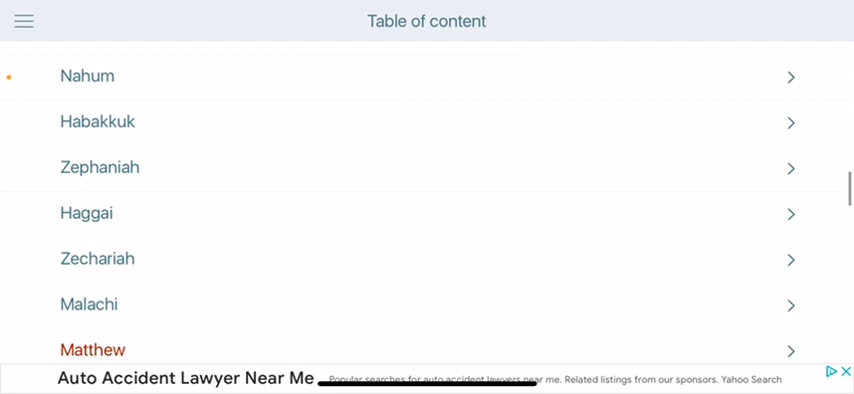 Table of content
Nahum
Habakkuk
Zephaniah
Haggai
Zechariah
Malachi
Matthew
Auto Accident Lawyer Near Me
Popular searches for auto accident lawyers near me. Related listings from our sponsors. Yahoo Search